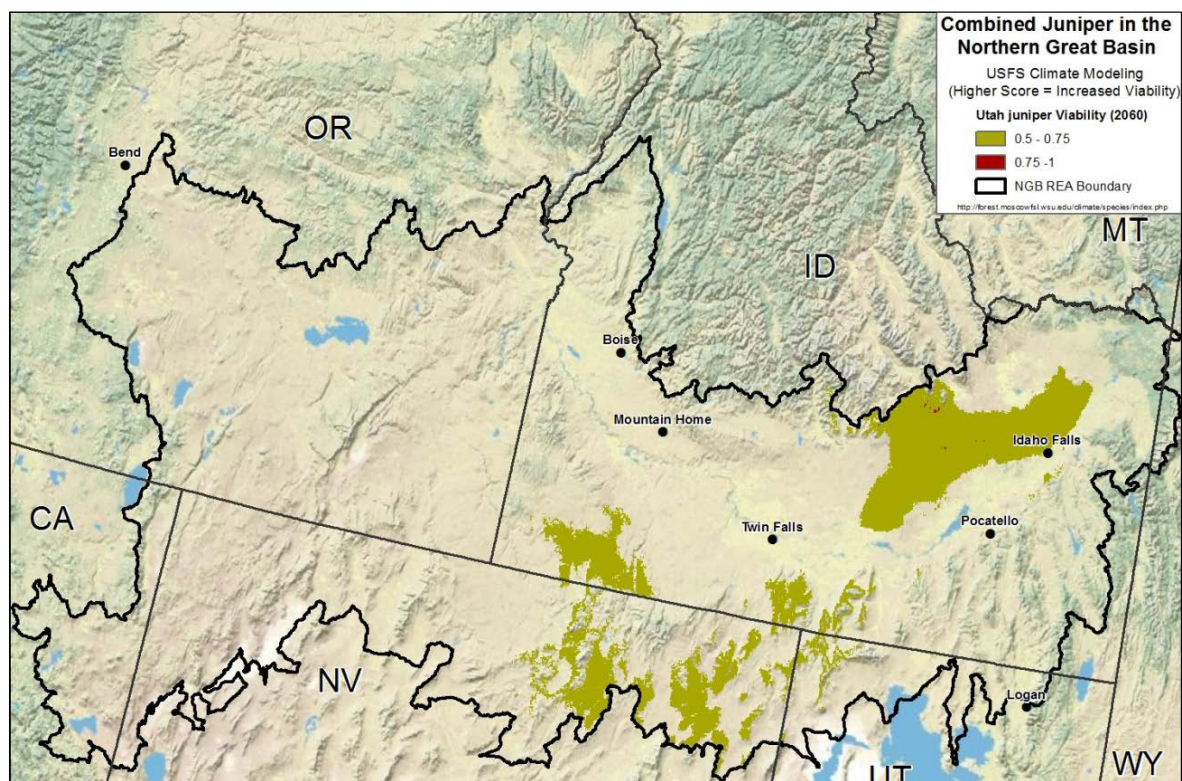 Combined Juniper in the
Northern Great Basin
USFS Climate Modeling
(Higher Score = Increased Viability)
Utah juniper Viability (2060)
0.5 - 0.75
0.75 -1
NGB REA Boundary
http://forest.moscowfsl.wsu.edu/climate/species/index.php
OR
Bend
MT
ID
Boise
Mountain Home
Idaho Falls
CA
Twin Falls
Pocatello
NV
Logan
WY
UT